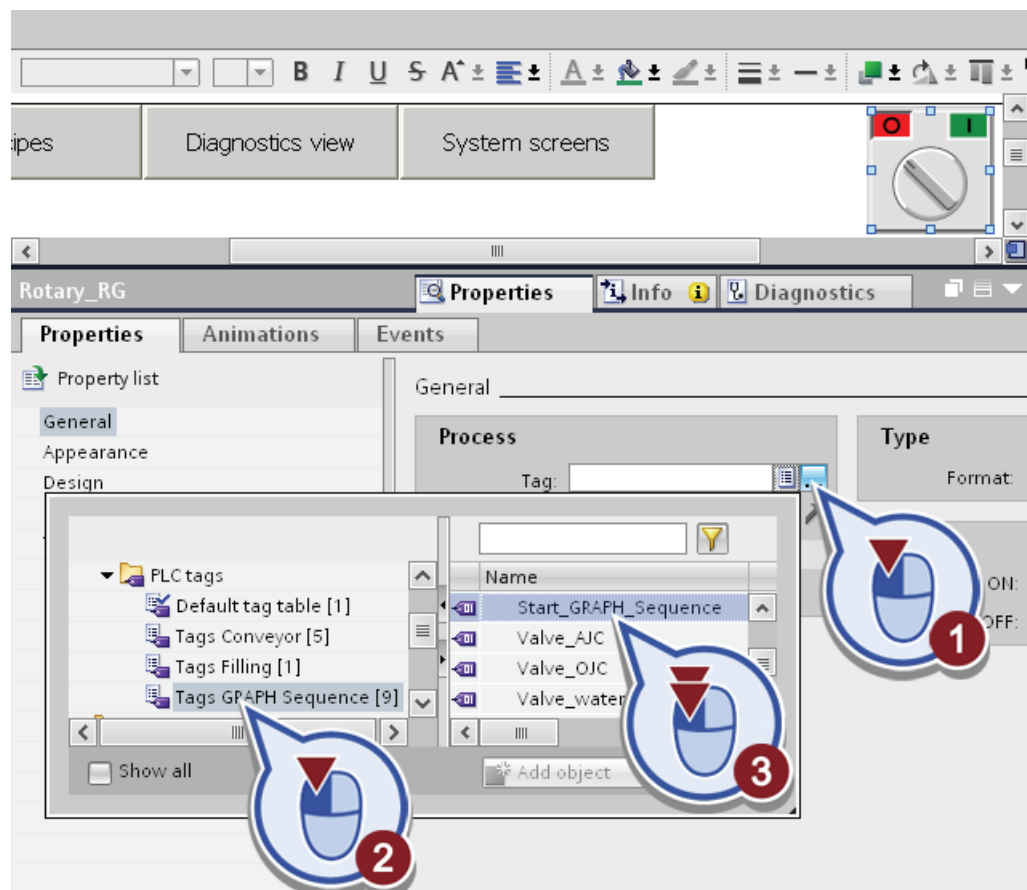 B I U S A
ipes Diagnostics view System screens
O I
Rotary_RG Properties Info Diagnostics
Properties Animations Events
Property list
General
General
Appearance
Design
Process Type
Tag: ... Format:
PLC tags
Name
Default tag table [1] Start_GRAPH_Sequence
Tags Conveyor [5] Valve_AJC
Tags Filling [1] Valve_OJC
Tags GRAPH Sequence [9] Valve_water
ON:
OFF:
1
Show all Add object
3
2